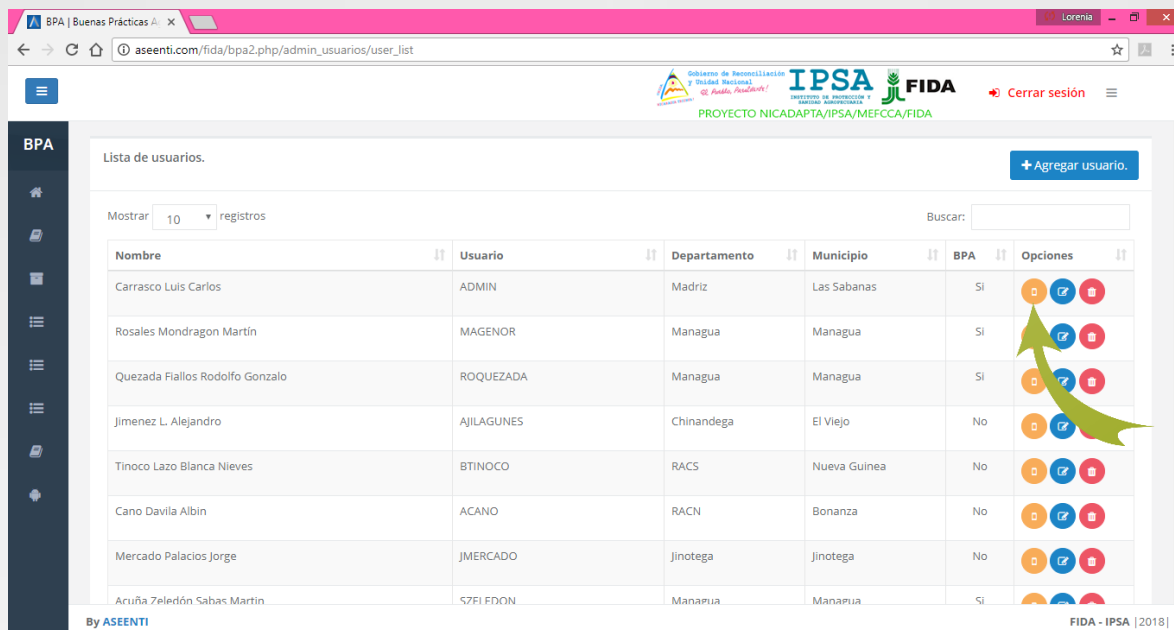 BPA | Buenas Prácticas A
Lorenia
aseenti.com/fida/bpa2.php/admin_usuarios/user_list
Gobierno de Reconciliación
y Unidad Nacional
El Pueblo, Presidente!
IPSA
INSTITUTO DE PROTECCIÓN Y
SANIDAD AGROPECUARIA
FIDA
PROYECTO NICADAPTA/IPSA/MEFCCA/FIDA
Cerrar sesión
BPA
Lista de usuarios.
+ Agregar usuario.
Mostrar 10 registros Buscar:
Nombre Usuario Departamento Municipio BPA Opciones
Carrasco Luis Carlos ADMIN Madriz Las Sabanas Si
Rosales Mondragon Martín MAGENOR Managua Managua Si
Quezada Fiallos Rodolfo Gonzalo ROQUEZADA Managua Managua Si
Jimenez L. Alejandro AJILAGUNES Chinandega El Viejo No
Tinoco Lazo Blanca Nieves BTINOCO RACS Nueva Guinea No
Cano Davila Albin ACANO RACN Bonanza No
Mercado Palacios Jorge JMERCADO Jinotega Jinotega No
Acuña Zeledón Sabas Martin SZELEDON Managua Managua Si
By ASEENTI
FIDA - IPSA |2018|